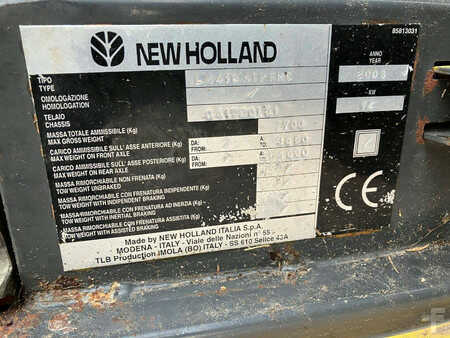 85813031
NEW HOLLAND
ANNO
YEAR
TIPO
TYPE
OMOLOGAZIONE
HOMOLOGATION
KW
TELAIO
CHASSIS
MASSA TOTALE AMMISSIBILE (Kg)
MAX GROSS WEIGHT
CARICO AMMISSIBILE SULL' ASSE ANTERIORE (Kg)
MAX WEIGHT ON FRONT AXLE
DA:
FROM:
A:
CARICO AMMISSIBILE SULL' ASSE POSTERIORE (Kg)
MAX WEIGHT ON REAR AXLE
DA:
FROM:
MASSA RIMORCHIABILE NON FRENATA (Kg)
TOW WEIGHT UNBRAKED
MASSA RIMORCHIABILE CON FRENATURA INDIPENDENTE (Kg)
TOW WEIGHT WITH INDEPENDENT BRAKING
MASSA RIMORCHIABILE CON FRENATURA AD INERZIA (Kg)
TOW WEIGHT WITH INERTIAL BRAKING
MASSA RIMORCHIABILE CON FRENATURA ASSISTITA (Kg)
TOW WEIGHT WITH ASSISTED BRAKING
CE
Made by NEW HOLLAND ITALIA S.p.A.
MODENA - ITALY - Viale delle Nazioni n° 55
TLB Production IMOLA (BO) ITALY - SS 610 Selice 43A